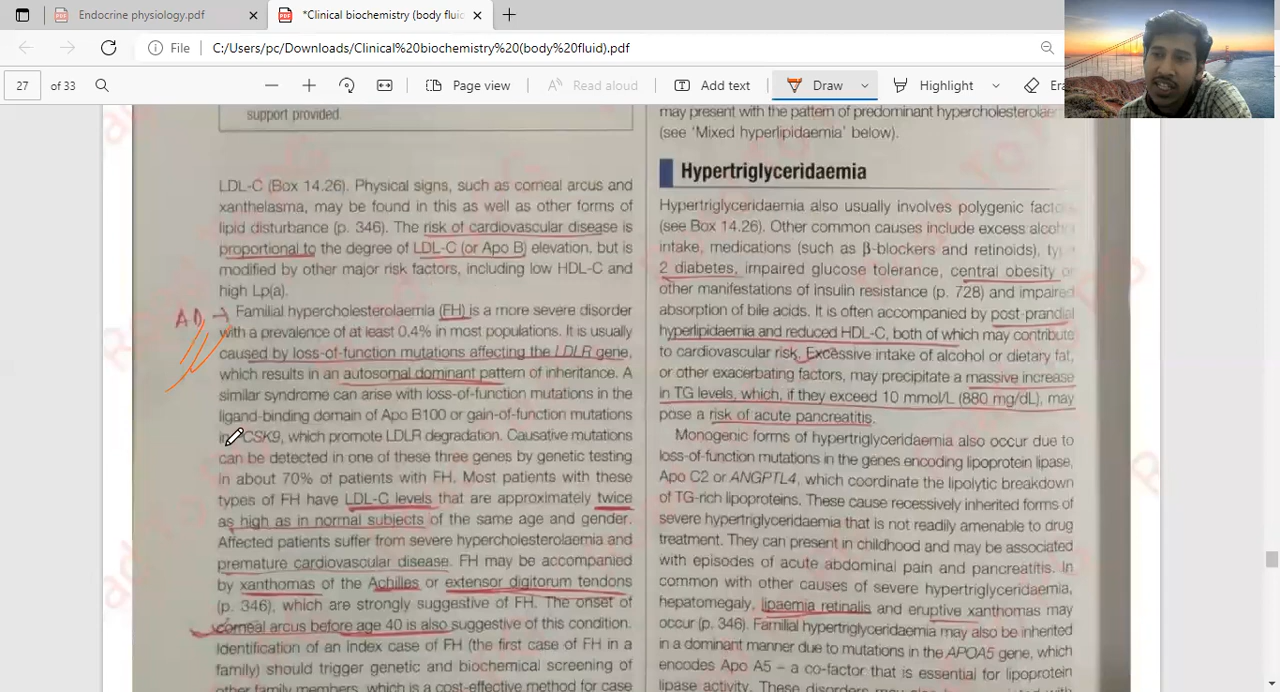 Endocrine physiology.pdf
*Clinical biochemistry (body fluid
File
C:/Users/pc/Downloads/Clinical%20biochemistry%20(body%20fluid).pdf
27
of 33
Page view
Read aloud
Add text
Draw
Highlight
support provided.
LDL-C (Box 14.26). Physical signs, such as corneal arcus and
xanthelasma, may be found in this as well as other forms of
lipid disturbance (p. 346). The risk of cardiovascular disease is
proportional to the degree of LDL-C (or Apo B) elevation, but is
modified by other major risk factors, including low HDL-C and
high Lp(a).
AD →
Familial hypercholesterolaemia (FH) is a more severe disorder
with a prevalence of at least 0.4% in most populations. It is usually
caused by loss-of-function mutations affecting the LDLR gene,
which results in an autosomal dominant pattern of inheritance. A
similar syndrome can arise with loss-of-function mutations in the
ligand-binding domain of Apo B100 or gain-of-function mutations
in PCSK9, which promote LDLR degradation. Causative mutations
can be detected in one of these three genes by genetic testing
in about 70% of patients with FH. Most patients with these
types of FH have LDL-C levels that are approximately twice
as high as in normal subjects of the same age and gender.
Affected patients suffer from severe hypercholesterolaemia and
premature cardiovascular disease. FH may be accompanied
by xanthomas of the Achilles or extensor digitorum tendons
(p. 346), which are strongly suggestive of FH. The onset of
corneal arcus before age 40 is also suggestive of this condition.
Identification of an index case of FH (the first case of FH in a
family) should trigger genetic and biochemical screening of
other family members, which is a cost-effective method for case
may present with the pattern of predominant
(see 'Mixed hyperlipidaemia' below).
Hypertriglyceridaemia
Hypertriglyceridaemia also usually involves polygenic factors
(see Box 14.26). Other common causes include excess alcohol
intake, medications (such as β-blockers and retinoids), type
2 diabetes, impaired glucose tolerance, central obesity or
other manifestations of insulin resistance (p. 728) and impaired
absorption of bile acids. It is often accompanied by post-prandial
hyperlipidaemia and reduced HDL-C, both of which may contribute
to cardiovascular risk. Excessive intake of alcohol or dietary fat,
or other exacerbating factors, may precipitate a massive increase
in TG levels, which, if they exceed 10 mmol/L (880 mg/dL), may
pose a risk of acute pancreatitis.
Monogenic forms of hypertriglyceridaemia also occur due to
loss-of-function mutations in the genes encoding lipoprotein lipase,
Apo C2 or ANGPTL4, which coordinate the lipolytic breakdown
of TG-rich lipoproteins. These cause recessively inherited forms of
severe hypertriglyceridaemia that is not readily amenable to drug
treatment. They can present in childhood and may be associated
with episodes of acute abdominal pain and pancreatitis. In
common with other causes of severe hypertriglyceridaemia,
hepatomegaly, lipaemia retinalis and eruptive xanthomas may
occur (p. 346). Familial hypertriglyceridaemia may also be inherited
in a dominant manner due to mutations in the APOA5 gene, which
encodes Apo A5 – a co-factor that is essential for lipoprotein
lipase activity. These disorders may